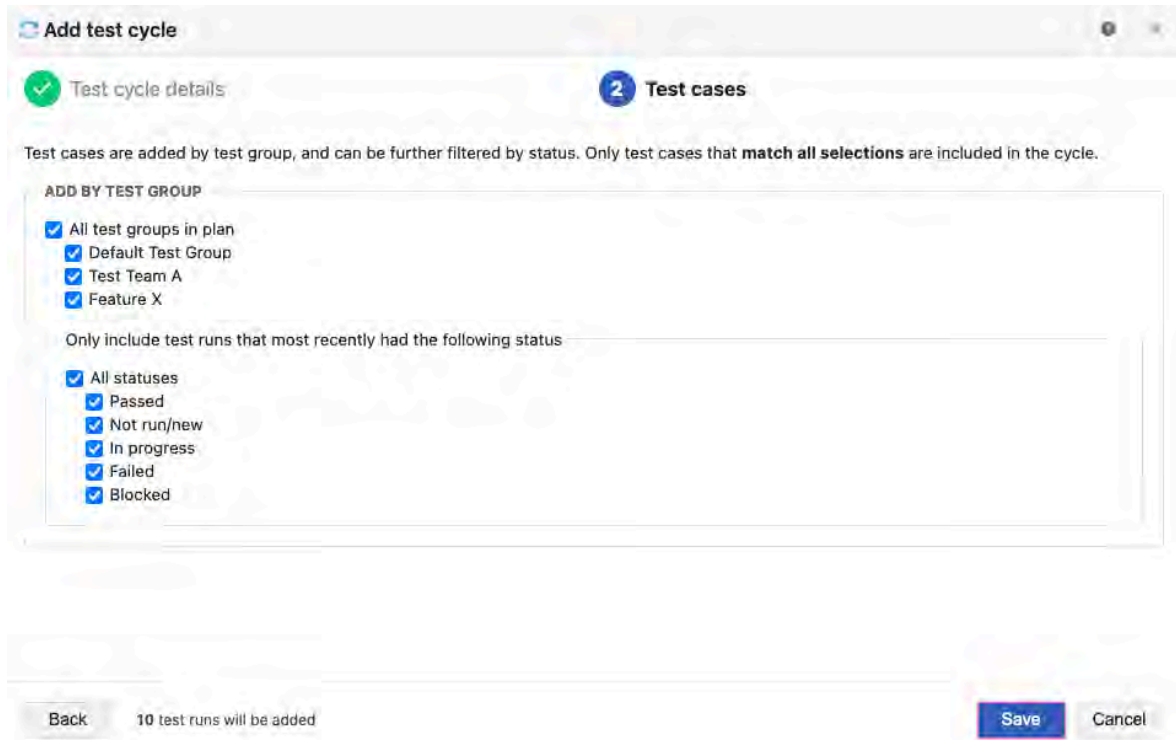 Add test cycle
Test cycle details
2 Test cases
Test cases are added by test group, and can be further filtered by status. Only test cases that match all selections are included in the cycle.
ADD BY TEST GROUP
All test groups in plan
Default Test Group
Test Team A
Feature X
Only include test runs that most recently had the following status
All statuses
Passed
Not run/new
In progress
Failed
Blocked
Back 10 test runs will be added Save Cancel